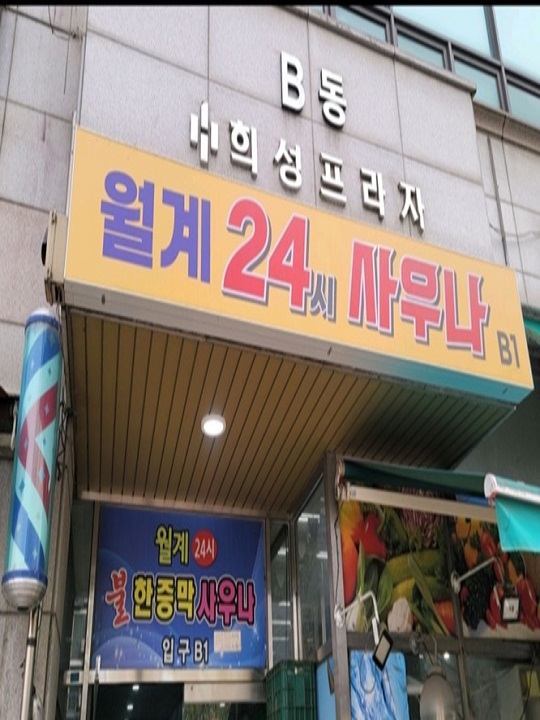 B동
희성프라자
월계 24시 사우나 B1
월계 24시
불한증막사우나
입구 B1